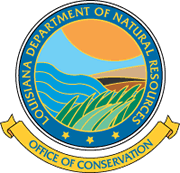 LOUISIANA DEPARTMENT OF NATURAL RESOURCES
OFFICE OF CONSERVATION